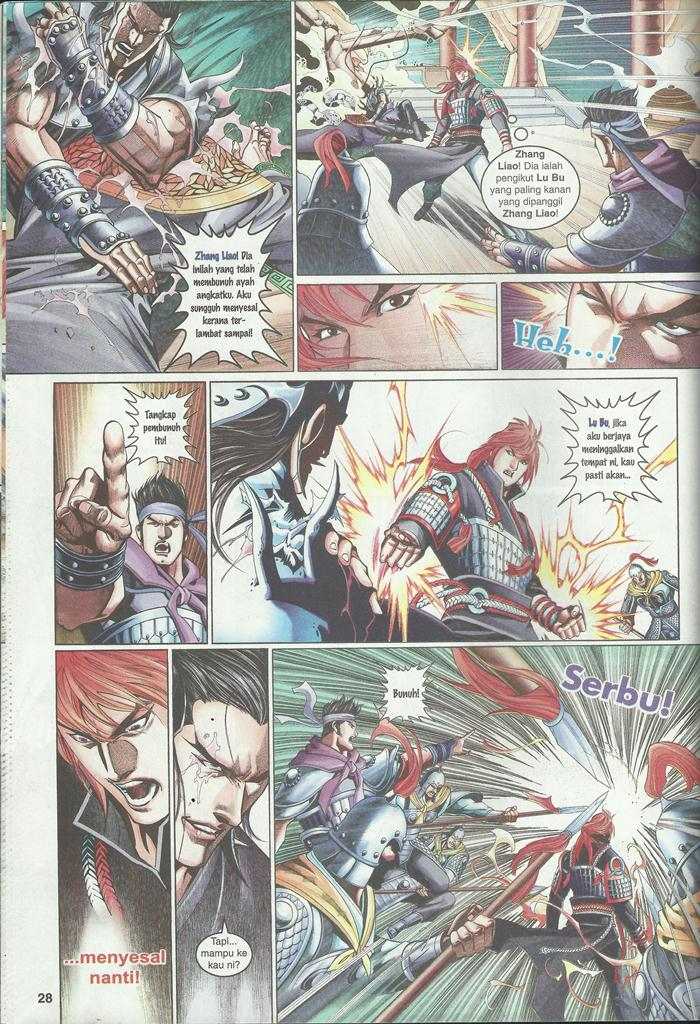 Zhang Liao! Dia
inilah yang telah
membunuh ayah
angkatku. Aku
sungguh menyesal
kerana ter-
lambat sampai!
Zhang
Liao! Dia ialah
pengikut Lu Bu
yang paling kanan
yang dipanggil
Zhang Liao!
Heh...!
Tangkap
pembunuh
itu!
Lu Bu, jika
aku berjaya
meninggalkan
tempat ni, kau
pasti akan...
...menyesal
nanti!
Tapi...
mampu ke
kau ni?
Bunuh!
Serbu!
28